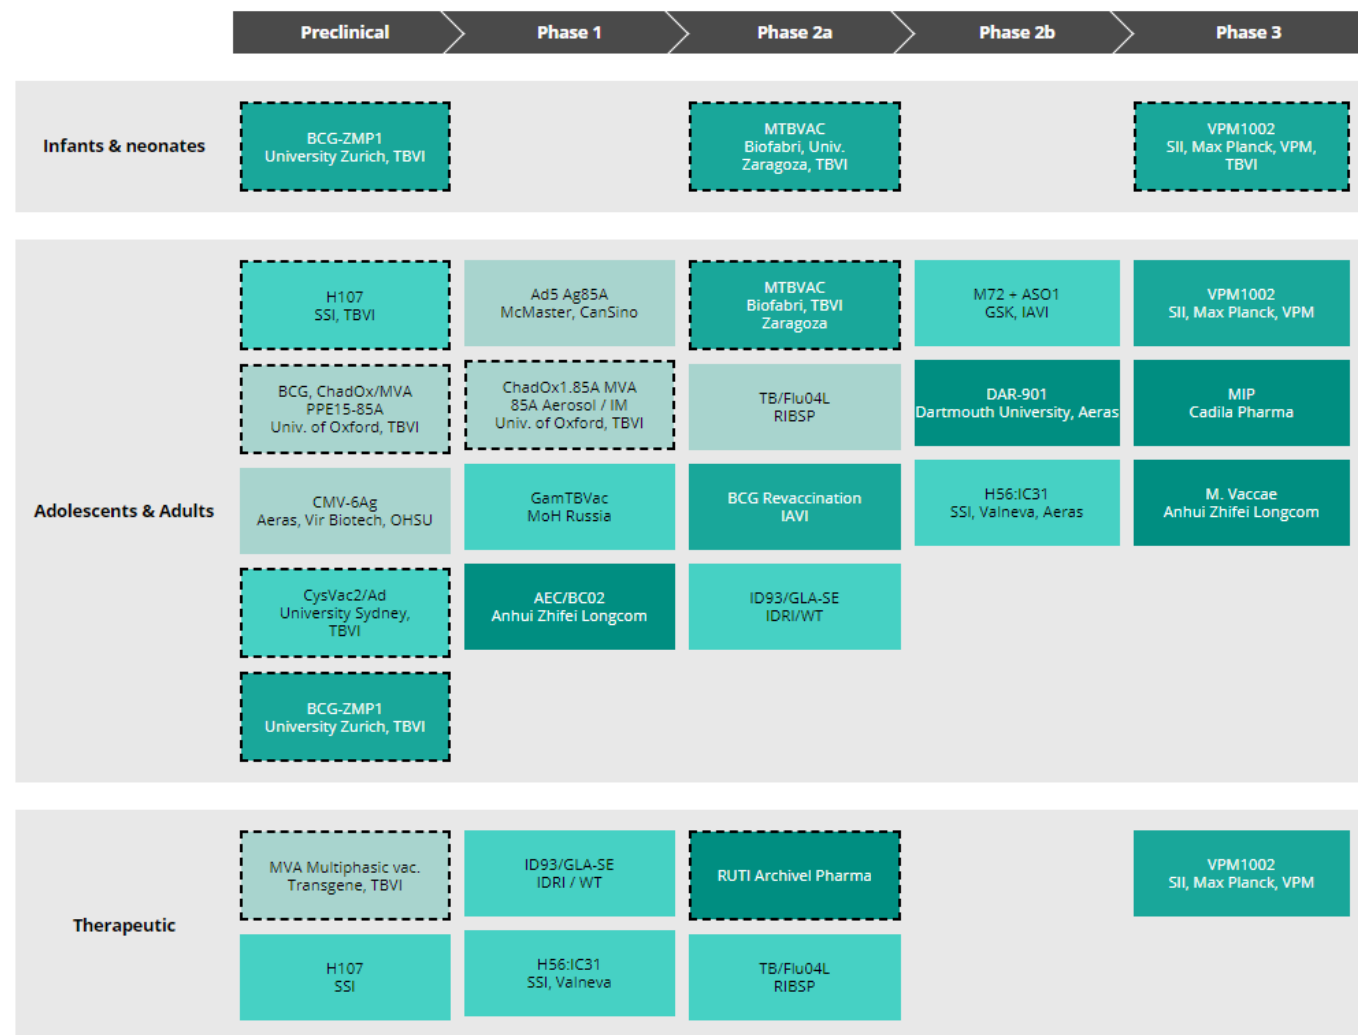 Preclinical
Phase 1
Phase 2a
Phase 2b
Phase 3
Infants & neonates
BCG-ZMP1
University Zurich, TBVI
MTBVAC
Biofabri, Univ.
Zaragoza, TBVI
VPM1002
SII, Max Planck, VPM,
TBVI
Adolescents & Adults
H107
SSI, TBVI
Ad5 Ag85A
McMaster, CanSino
MTBVAC
Biofabri, TBVI
Zaragoza
M72 + ASO1
GSK, IAVI
VPM1002
SII, Max Planck, VPM
BCG, ChadOx/MVA
PPE15-85A
Univ. of Oxford, TBVI
ChadOx1.85A MVA
85A Aerosol / IM
Univ. of Oxford, TBVI
TB/Flu04L
RIBSP
DAR-901
Dartmouth University, Aeras
MIP
Cadila Pharma
CMV-6Ag
Aeras, Vir Biotech, OHSU
GamTBVac
MoH Russia
BCG Revaccination
IAVI
H56:IC31
SSI, Valneva, Aeras
M. Vaccae
Anhui Zhifei Longcom
CysVac2/Ad
University Sydney,
TBVI
AEC/BC02
Anhui Zhifei Longcom
ID93/GLA-SE
IDRI/WT
BCG-ZMP1
University Zurich, TBVI
Therapeutic
MVA Multiphasic vac.
Transgene, TBVI
ID93/GLA-SE
IDRI / WT
RUTI Archivel Pharma
VPM1002
SII, Max Planck, VPM
H107
SSI
H56:IC31
SSI, Valneva
TB/Flu04L
RIBSP